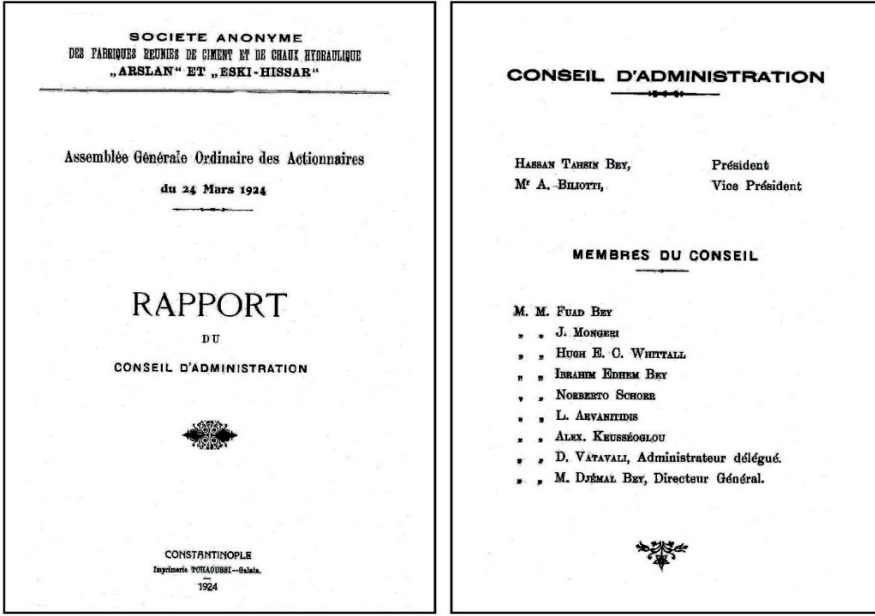 SOCIETE ANONYME
DES FABRIQUES REUNIES DE CIMENT ET DE CHAUX HYDRAULIQUE
„ARSLAN“ ET „ESKI-HISSAR“
Assemblée Générale Ordinaire des Actionnaires
du 24 Mars 1924
RAPPORT
DU
CONSEIL D'ADMINISTRATION
CONSTANTINOPLE
Imprimerie TCHAOUSSI—Galata.
1924
CONSEIL D'ADMINISTRATION
HASSAN TAHSIN BEY, Président
Mr A. BILIOTTI, Vice Président
MEMBRES DU CONSEIL
M. M. FUAD BEY
„ „ J. MONGERI
„ „ HUGH E. C. WHITTALL
„ „ IBRAHIM EDHEM BEY
„ „ NORBERTO SCHORR
„ „ L. ARVANITIDIS
„ „ ALEX. KEUSSÉOGLOU
„ „ D. VATAVALI, Administrateur délégué.
„ „ M. DJÉMAL BEY, Directeur Général.